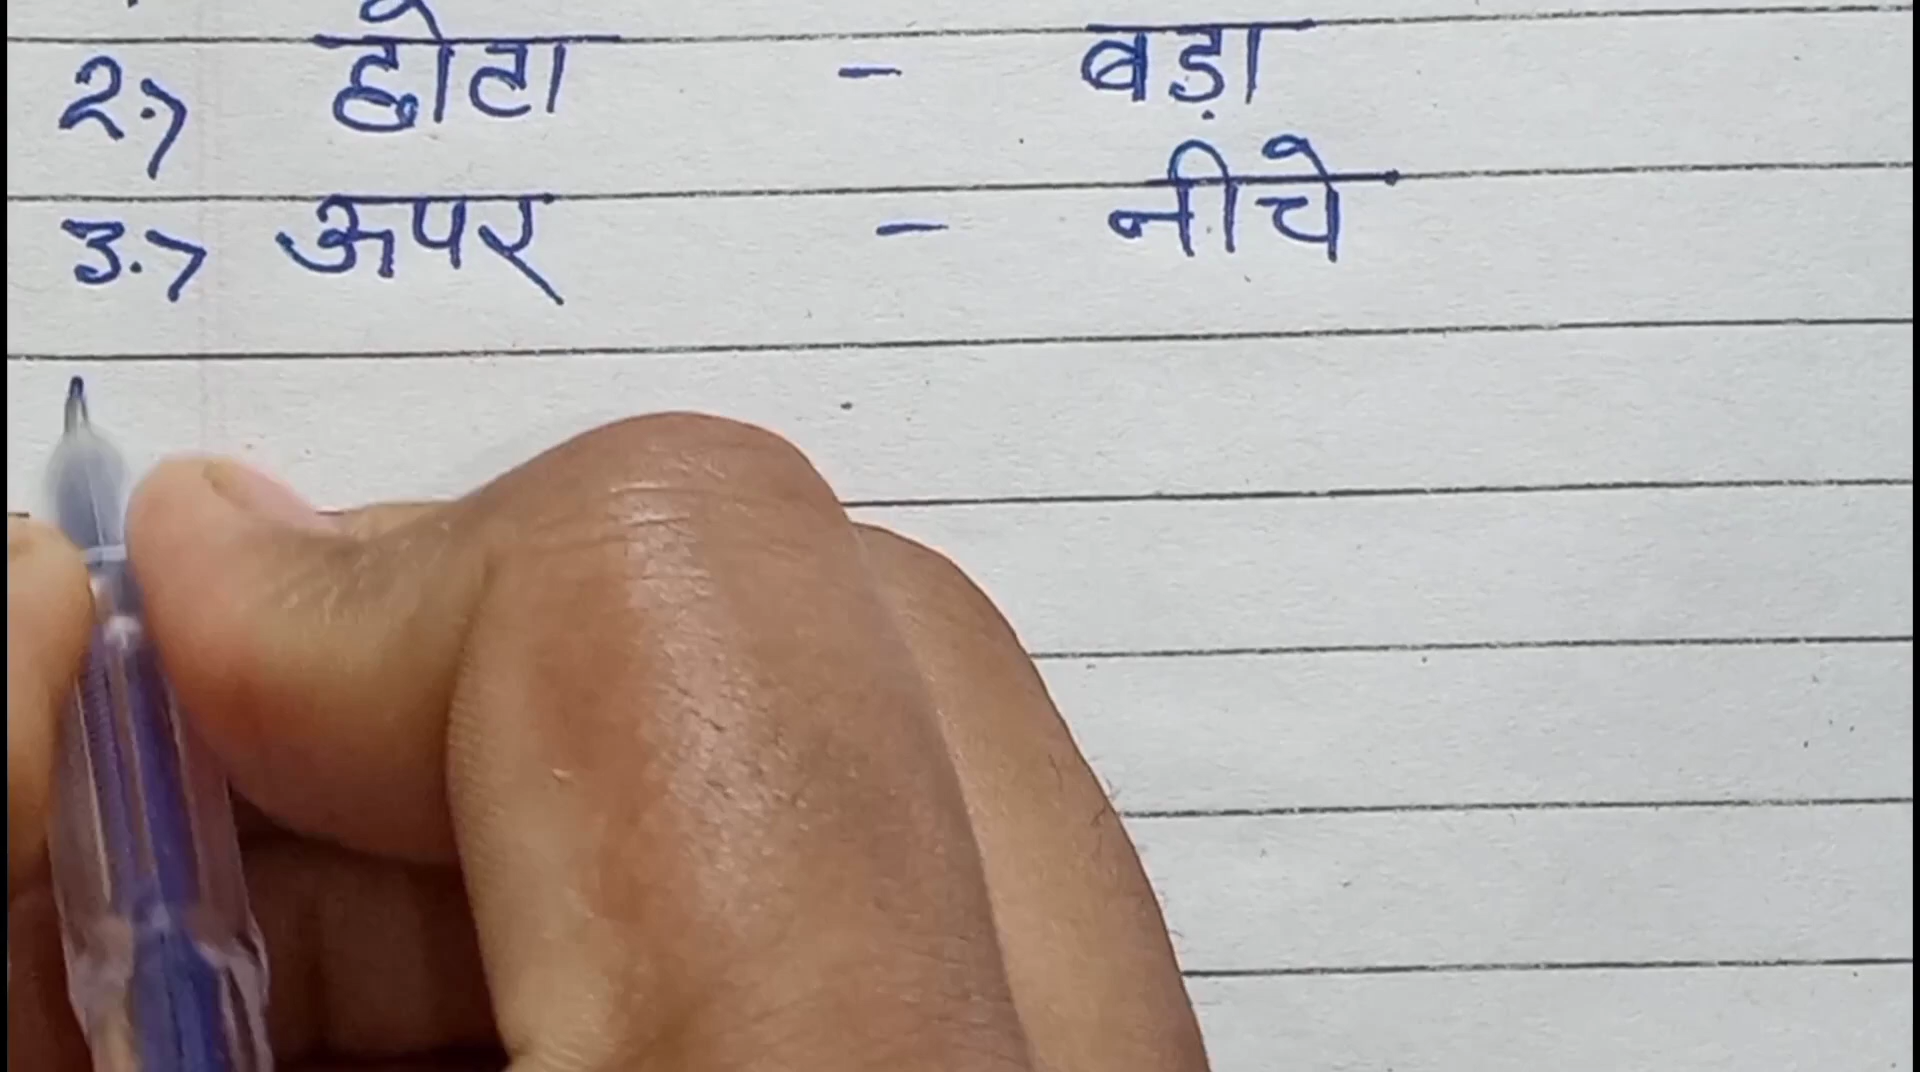 2.> छोटा - बड़ा
3.> ऊपर - नीचे